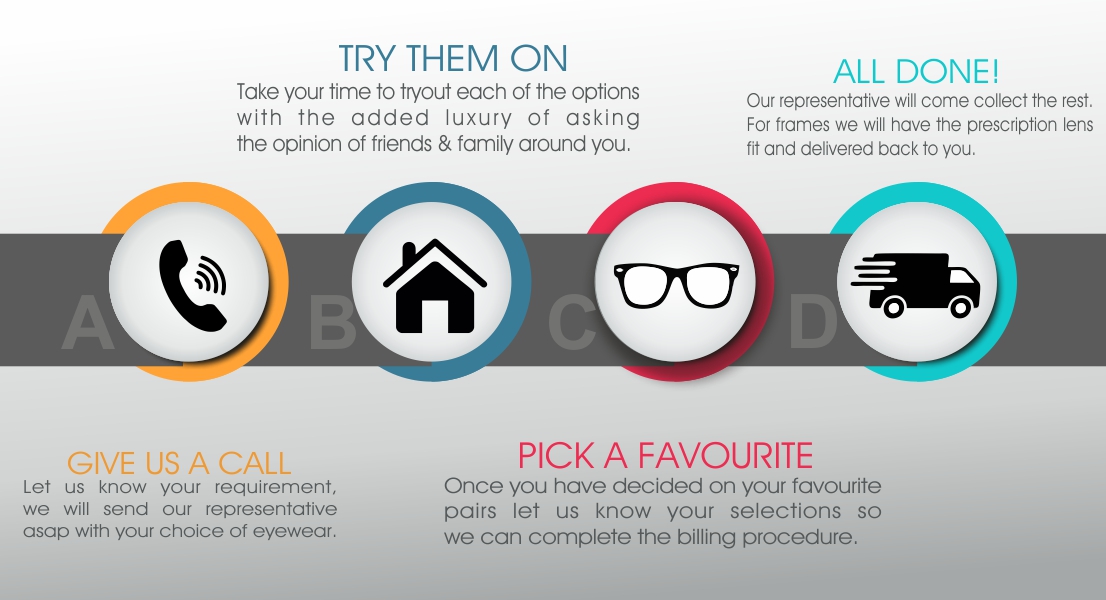 TRY THEM ON
Take your time to tryout each of the options
with the added luxury of asking
the opinion of friends & family around you.
ALL DONE!
Our representative will come collect the rest.
For frames we will have the prescription lens
fit and delivered back to you.
A
B
C
D
GIVE US A CALL
Let us know your requirement,
we will send our representative
asap with your choice of eyewear.
PICK A FAVOURITE
Once you have decided on your favourite
pairs let us know your selections so
we can complete the billing procedure.